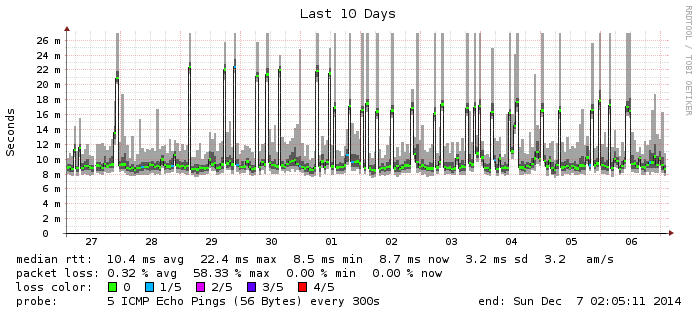 Last 10 Days
RRDTOOL / TOBI OETIKER
Seconds
26 m
24 m
22 m
20 m
18 m
16 m
14 m
12 m
10 m
8 m
6 m
4 m
2 m
0
27 28 29 30 01 02 03 04 05 06
median rtt: 10.4 ms avg 22.4 ms max 8.5 ms min 8.7 ms now 3.2 ms sd 3.2 am/s
packet loss: 0.32 % avg 58.33 % max 0.00 % min 0.00 % now
loss color: 0 1/5 2/5 3/5 4/5
probe: 5 ICMP Echo Pings (56 Bytes) every 300s end: Sun Dec 7 02:05:11 2014